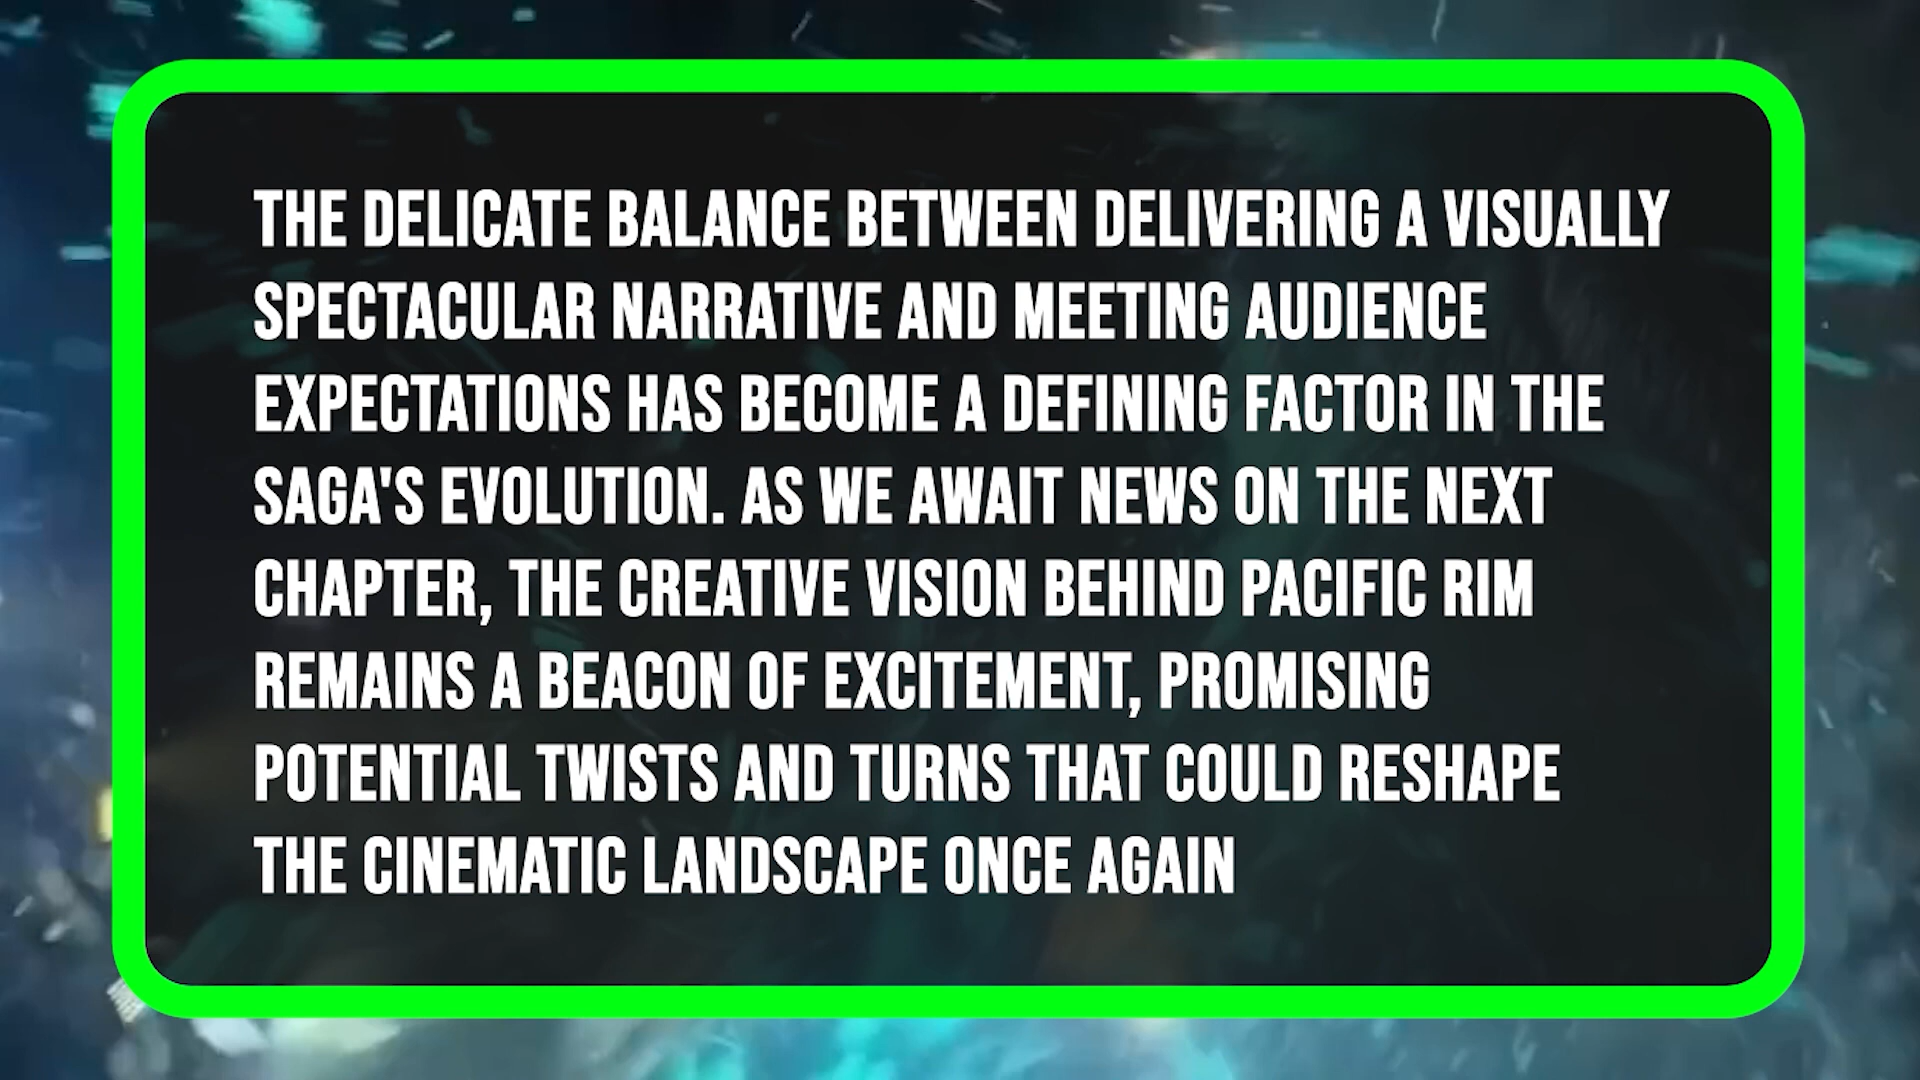 THE DELICATE BALANCE BETWEEN DELIVERING A VISUALLY
SPECTACULAR NARRATIVE AND MEETING AUDIENCE
EXPECTATIONS HAS BECOME A DEFINING FACTOR IN THE
SAGA'S EVOLUTION. AS WE AWAIT NEWS ON THE NEXT
CHAPTER, THE CREATIVE VISION BEHIND PACIFIC RIM
REMAINS A BEACON OF EXCITEMENT, PROMISING
POTENTIAL TWISTS AND TURNS THAT COULD RESHAPE
THE CINEMATIC LANDSCAPE ONCE AGAIN